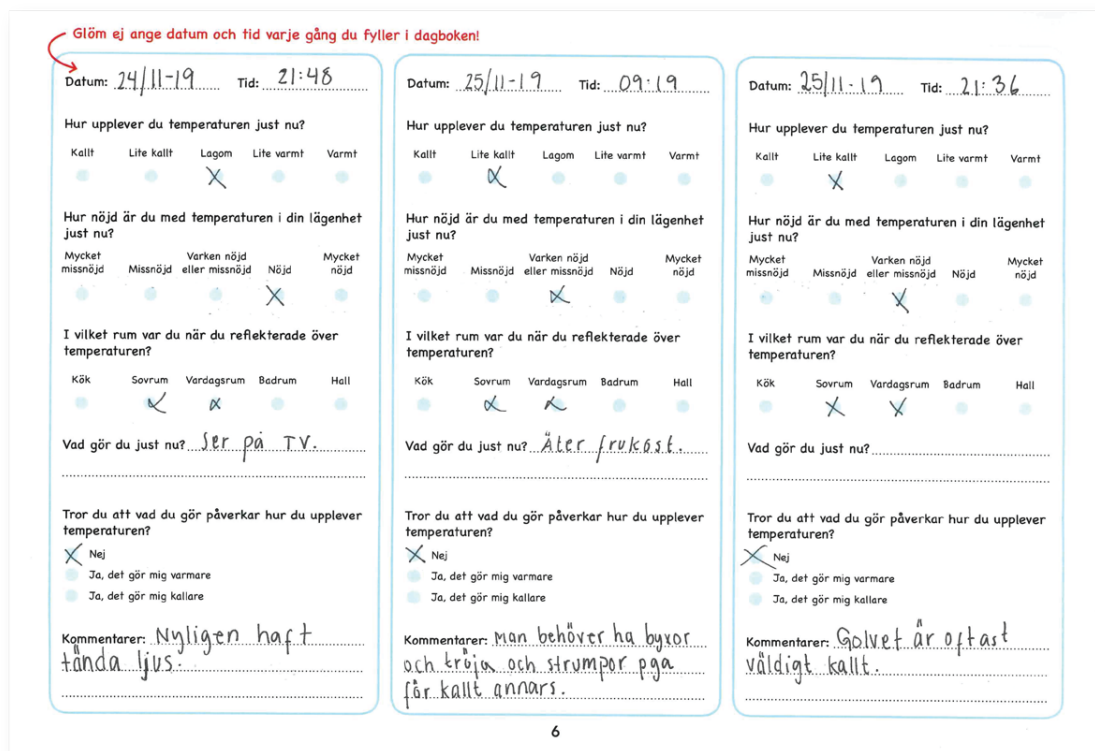 Glöm ej ange datum och tid varje gång du fyller i dagboken!
Datum: 24/11-19 Tid: 21:48
Hur upplever du temperaturen just nu?
Kallt Lite kallt Lagom Lite varmt Varmt
Hur nöjd är du med temperaturen i din lägenhet
just nu?
Mycket missnöjd Missnöjd Varken nöjd eller missnöjd Nöjd Mycket nöjd
I vilket rum var du när du reflekterade över
temperaturen?
Kök Sovrum Vardagsrum Badrum Hall
Vad gör du just nu? Ser på TV.
Tror du att vad du gör påverkar hur du upplever
temperaturen?
Nej
Ja, det gör mig varmare
Ja, det gör mig kallare
Kommentarer: Nyligen haft
tända ljus.
Datum: 25/11-19 Tid: 09:19
Hur upplever du temperaturen just nu?
Kallt Lite kallt Lagom Lite varmt Varmt
Hur nöjd är du med temperaturen i din lägenhet
just nu?
Mycket missnöjd Missnöjd Varken nöjd eller missnöjd Nöjd Mycket nöjd
I vilket rum var du när du reflekterade över
temperaturen?
Kök Sovrum Vardagsrum Badrum Hall
Vad gör du just nu? Äter frukost.
Tror du att vad du gör påverkar hur du upplever
temperaturen?
Nej
Ja, det gör mig varmare
Ja, det gör mig kallare
Kommentarer: Man behöver ha byxor
och tröja och strumpor pga
för kallt annars.
Datum: 25/11-19 Tid: 21:36
Hur upplever du temperaturen just nu?
Kallt Lite kallt Lagom Lite varmt Varmt
Hur nöjd är du med temperaturen i din lägenhet
just nu?
Mycket missnöjd Missnöjd Varken nöjd eller missnöjd Nöjd Mycket nöjd
I vilket rum var du när du reflekterade över
temperaturen?
Kök Sovrum Vardagsrum Badrum Hall
Vad gör du just nu?
Tror du att vad du gör påverkar hur du upplever
temperaturen?
Nej
Ja, det gör mig varmare
Ja, det gör mig kallare
Kommentarer: Golvet är oftast
väldigt kallt.
6